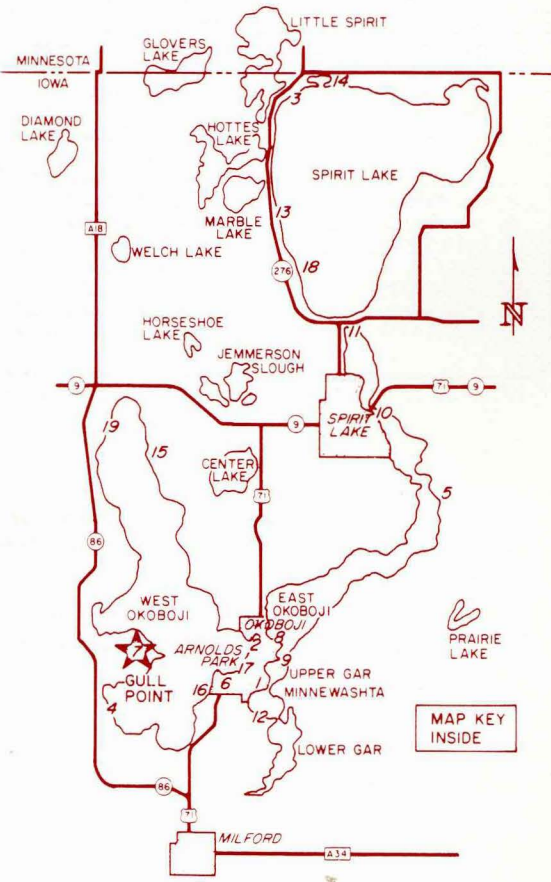 LITTLE SPIRIT
GLOVERS
LAKE
MINNESOTA
IOWA
3
14
DIAMOND
LAKE
HOTTES
LAKE
SPIRIT LAKE
MARBLE
LAKE
13
A18
WELCH LAKE
276
18
N
HORSESHOE
LAKE
11
JEMMERSON
SLOUGH
9
71
9
10
SPIRIT
LAKE
9
19
15
CENTER
LAKE
5
71
86
WEST
OKOBOJI
EAST
OKOBOJI
OKOBOJI
PRAIRIE
LAKE
7
ARNOLDS
PARK
2
8
17
9
GULL
POINT
UPPER GAR
MINNEWASHTA
4
16
6
1
12
LOWER GAR
MAP KEY
INSIDE
86
71
MILFORD
A34